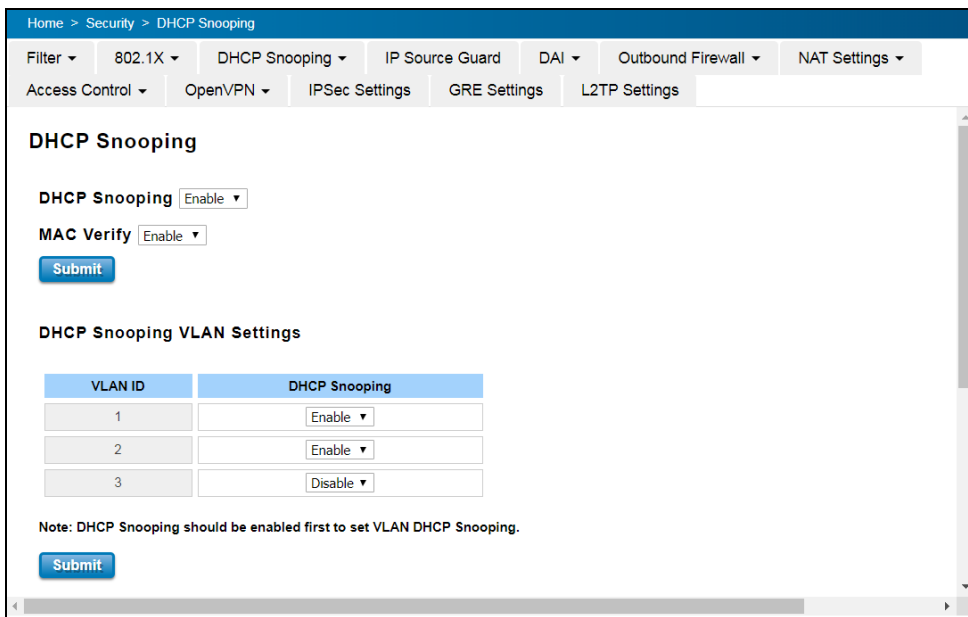 Home > Security > DHCP Snooping
Filter 802.1X DHCP Snooping IP Source Guard DAI Outbound Firewall NAT Settings
Access Control OpenVPN IPSec Settings GRE Settings L2TP Settings
DHCP Snooping
DHCP Snooping Enable
MAC Verify Enable
Submit
DHCP Snooping VLAN Settings
VLAN ID DHCP Snooping
1 Enable
2 Enable
3 Disable
Note: DHCP Snooping should be enabled first to set VLAN DHCP Snooping.
Submit